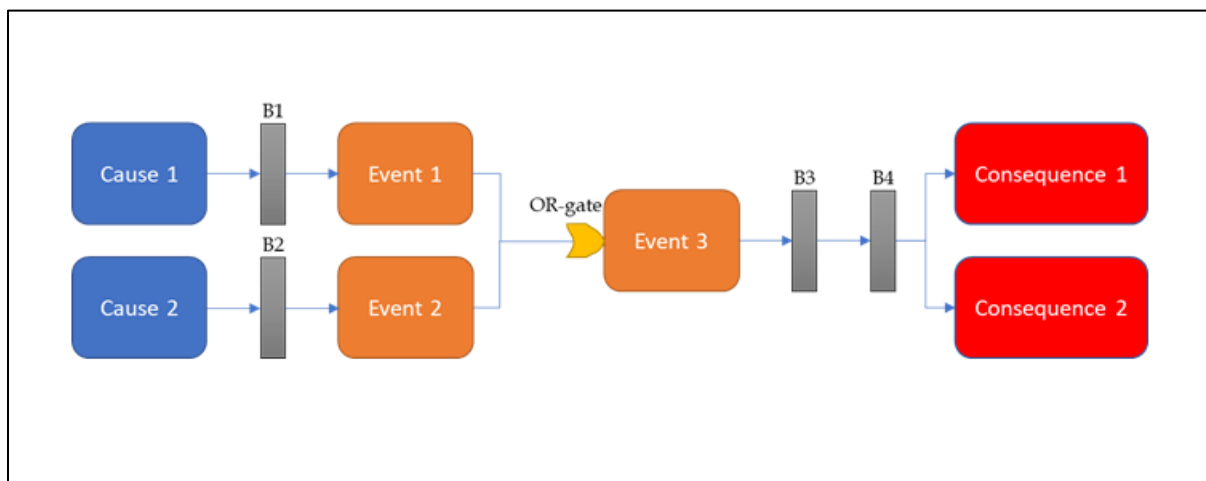 B1
Cause 1
Event 1
B2
Cause 2
Event 2
OR-gate
Event 3
B3
B4
Consequence 1
Consequence 2